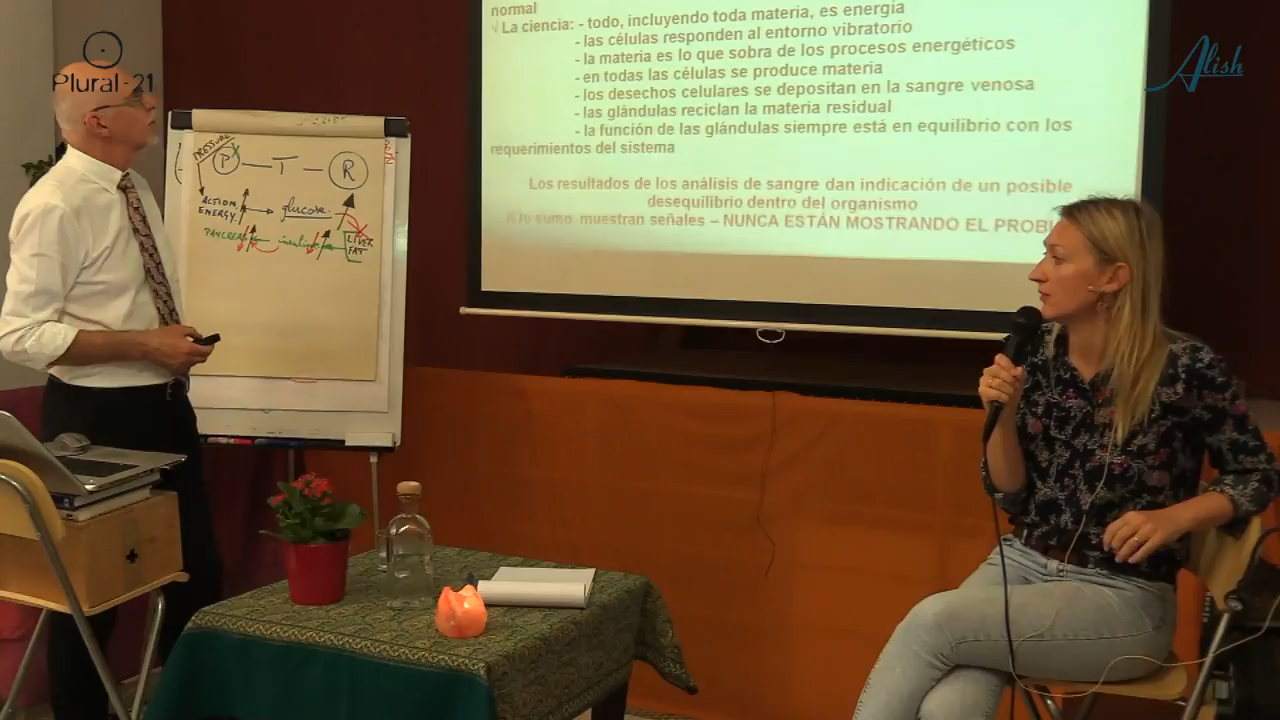 Plural-21
Alish
normal
√ La ciencia: - todo, incluyendo toda materia, es energía
- las células responden al entorno vibratorio
- la materia es lo que sobra de los procesos energéticos
- en todas las células se produce materia
- los desechos celulares se depositan en la sangre venosa
- las glándulas reciclan la materia residual
- la función de las glándulas siempre está en equilibrio con los
requerimientos del sistema
Los resultados de los análisis de sangre dan indicación de un posible
desequilibrio dentro del organismo
lo sumo, muestran señales – NUNCA ESTÁN MOSTRANDO EL PROB
PRESSURE
P — T — R
ACTION, glucose
ENERGY.
PANCREAS insulin LIVER
FAT